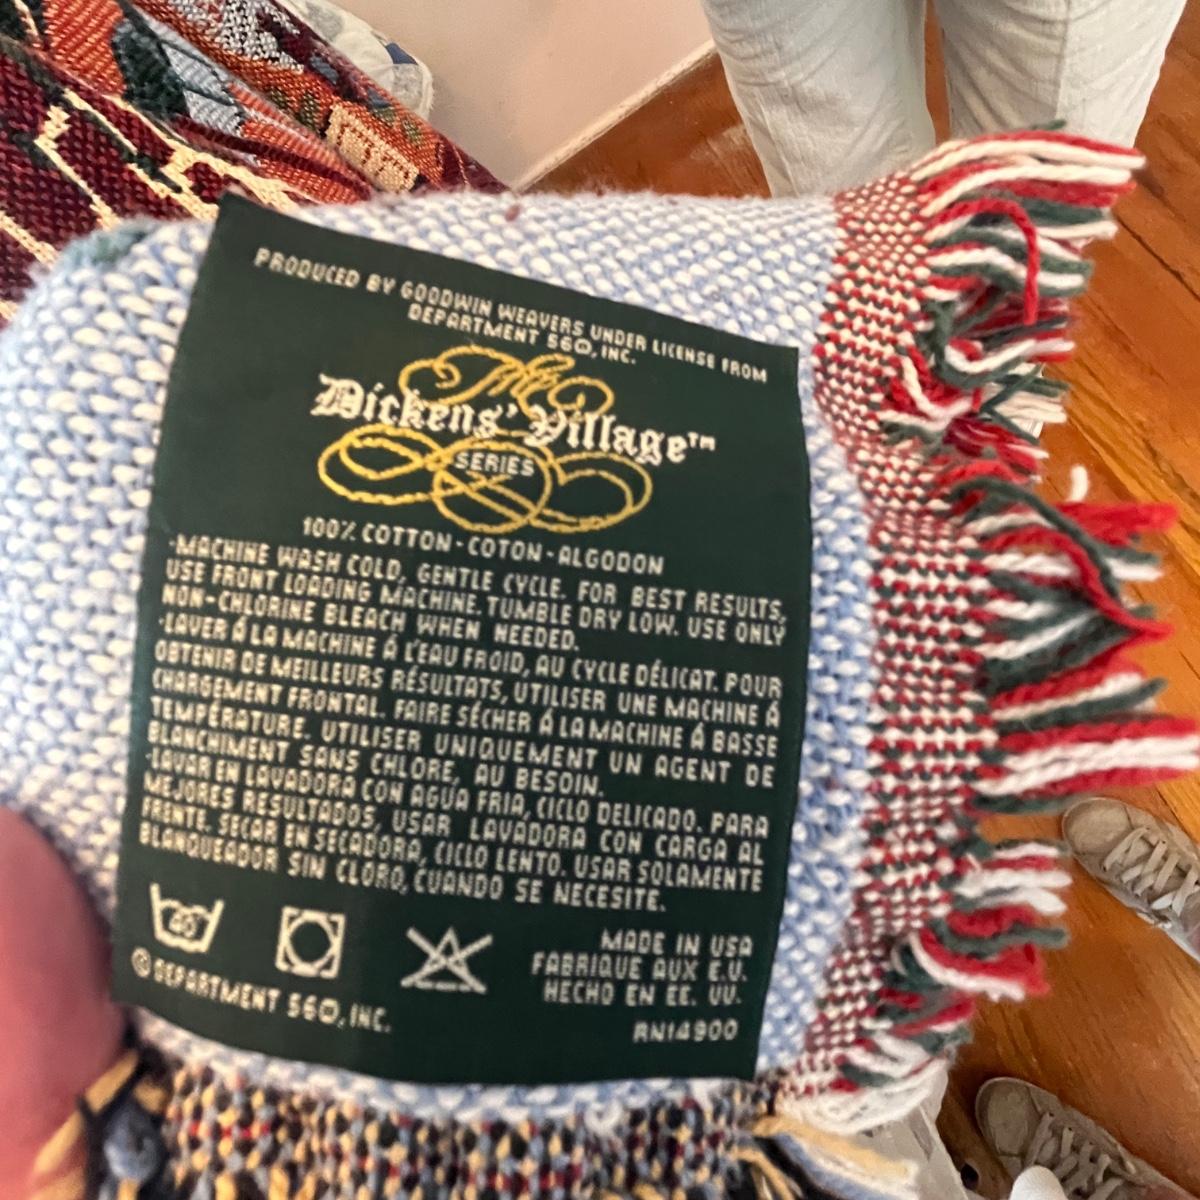 PRODUCED BY GOODWIN WEAVERS UNDER LICENSE FROM
DEPARTMENT 56®, INC.
The
Dickens' Village™
SERIES
100% COTTON - COTON - ALGODON
·MACHINE WASH COLD, GENTLE CYCLE. FOR BEST RESULTS,
USE FRONT LOADING MACHINE. TUMBLE DRY LOW. USE ONLY
NON-CHLORINE BLEACH WHEN NEEDED.
·LAVER Á LA MACHINE Á L'EAU FROID, AU CYCLE DÉLICAT. POUR
OBTENIR DE MEILLEURS RÉSULTATS, UTILISER UNE MACHINE Á
CHARGEMENT FRONTAL. FAIRE SÉCHER Á LA MACHINE Á BASSE
TEMPÉRATURE. UTILISER UNIQUEMENT UN AGENT DE
BLANCHIMENT SANS CHLORE, AU BESOIN.
·LAVAR EN LAVADORA CON AGUA FRIA, CICLO DELICADO. PARA
MEJORES RESULTADOS, USAR LAVADORA CON CARGA AL
FRENTE. SECAR EN SECADORA, CICLO LENTO. USAR SOLAMENTE
BLANQUEADOR SIN CLORO, CUANDO SE NECESITE.
40
MADE IN USA
FABRIQUE AUX E.U.
HECHO EN EE. UU.
© DEPARTMENT 56®, INC.
RN14900